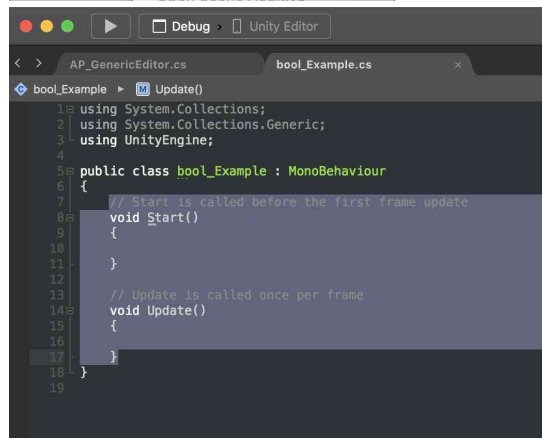 Debug › Unity Editor
< > AP_GenericEditor.cs bool_Example.cs ×
C bool_Example ▸ M Update()
1 using System.Collections;
2 using System.Collections.Generic;
3 using UnityEngine;
4
5 public class bool_Example : MonoBehaviour
6 {
7 // Start is called before the first frame update
8 void Start()
9 {
10
11 }
12
13 // Update is called once per frame
14 void Update()
15 {
16
17 }
18 }
19